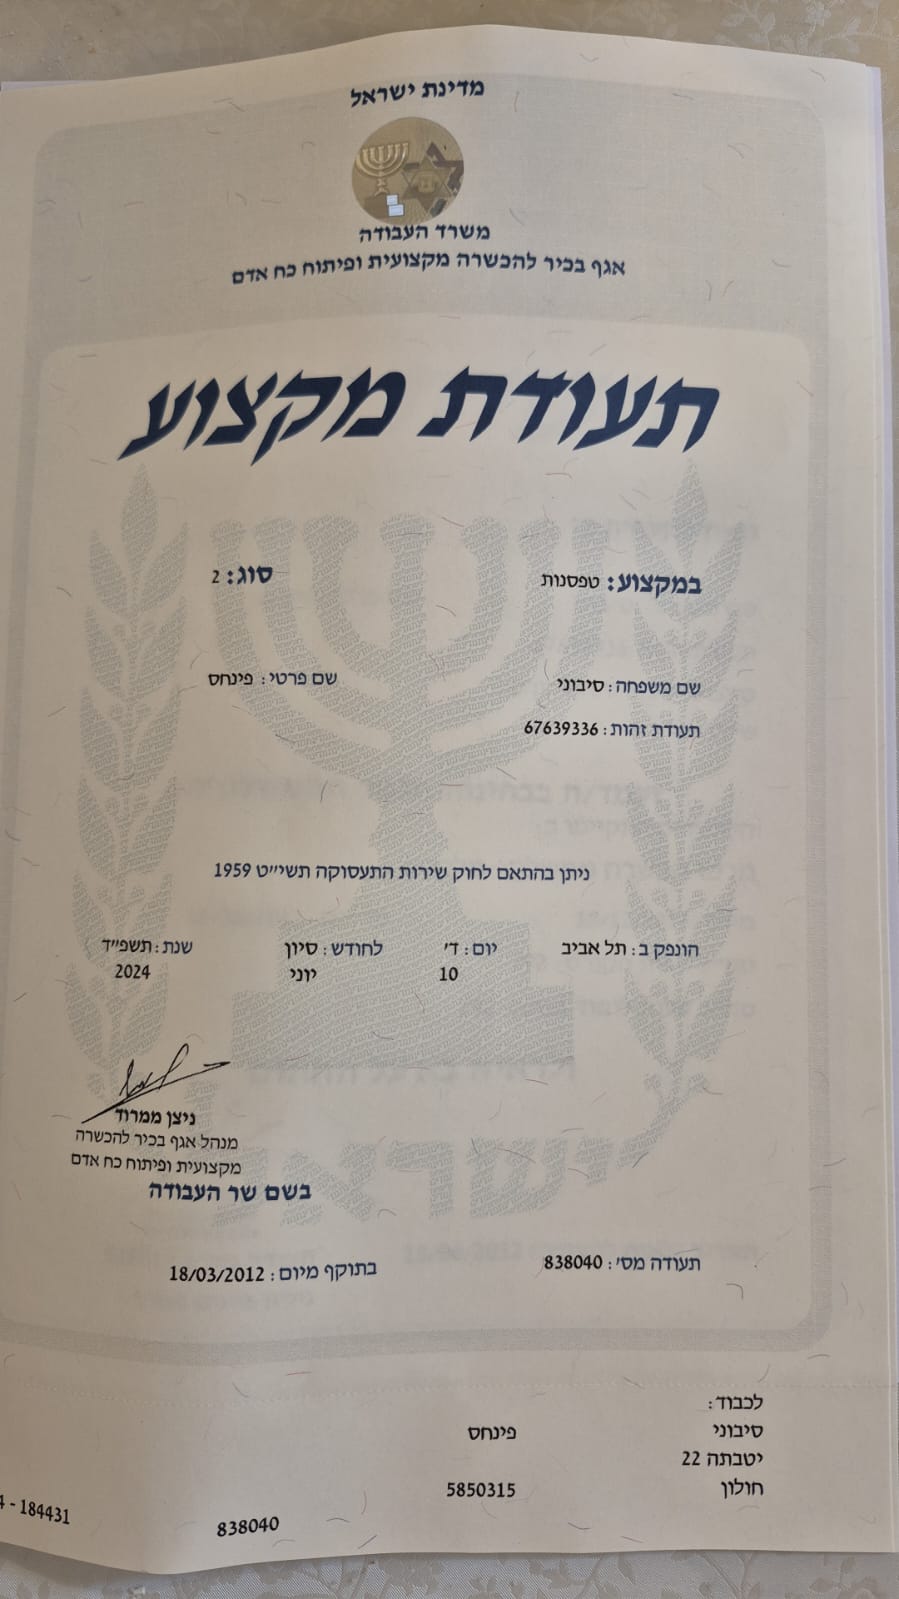 מדינת ישראל
משרד העבודה
אגף בכיר להכשרה מקצועית ופיתוח כח אדם
תעודת מקצוע
במקצוע: טפסנות סוג: 2
שם משפחה: סיבוני שם פרטי: פינחס
תעודת זהות: 67639336
ניתן בהתאם לחוק שירות התעסוקה תשי״ט 1959
הונפק ב: תל אביב יום: ד׳ לחודש: סיון שנת: תשפ״ד
10 יוני 2024
ניצן ממרוד
מנהל אגף בכיר להכשרה
מקצועית ופיתוח כח אדם
בשם שר העבודה
תעודה מס׳: 838040 בתוקף מיום: 18/03/2012
ישראל
לכבוד:
סיבוני פינחס
יטבתה 22
חולון 5850315
838040
184431 -